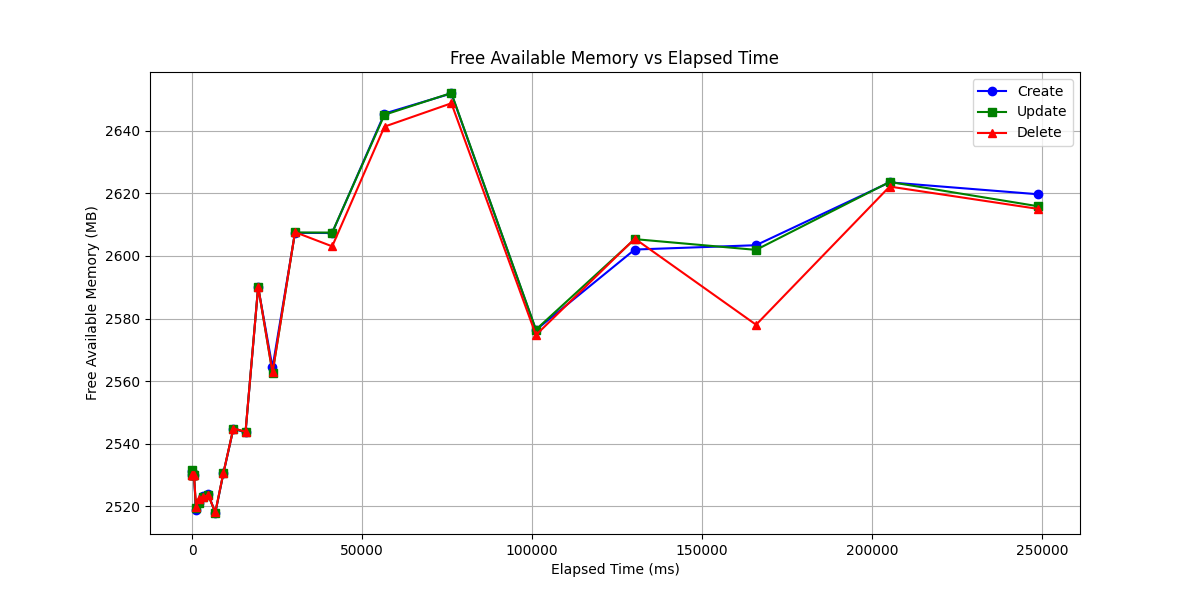 Free Available Memory vs Elapsed Time
Create
Update
Delete
Free Available Memory (MB)
2640
2620
2600
2580
2560
2540
2520
0
50000
100000
150000
200000
250000
Elapsed Time (ms)